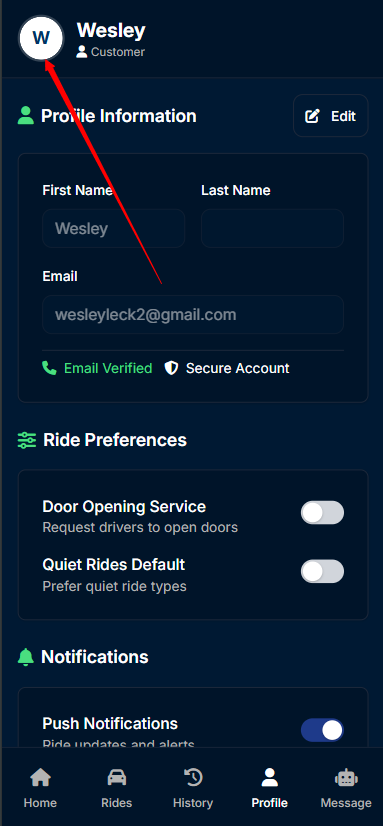 W
Wesley
Customer
Profile Information
Edit
First Name
Last Name
Wesley
Email
wesleyleck2@gmail.com
Email Verified
Secure Account
Ride Preferences
Door Opening Service
Request drivers to open doors
Quiet Rides Default
Prefer quiet ride types
Notifications
Push Notifications
Ride updates and alerts
Home
Rides
History
Profile
Message